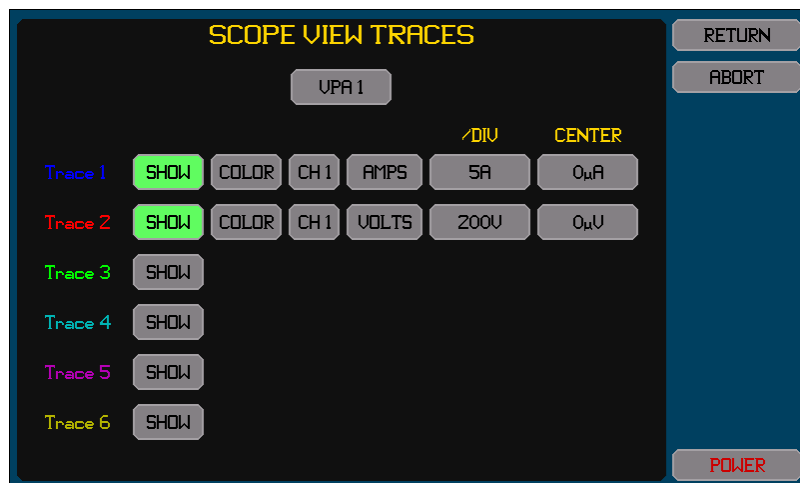 SCOPE VIEW TRACES
RETURN
VPA 1
ABORT
/DIV CENTER
Trace 1 SHOW COLOR CH 1 AMPS 5A 0µA
Trace 2 SHOW COLOR CH 1 VOLTS 200V 0µV
Trace 3 SHOW
Trace 4 SHOW
Trace 5 SHOW
Trace 6 SHOW
POWER